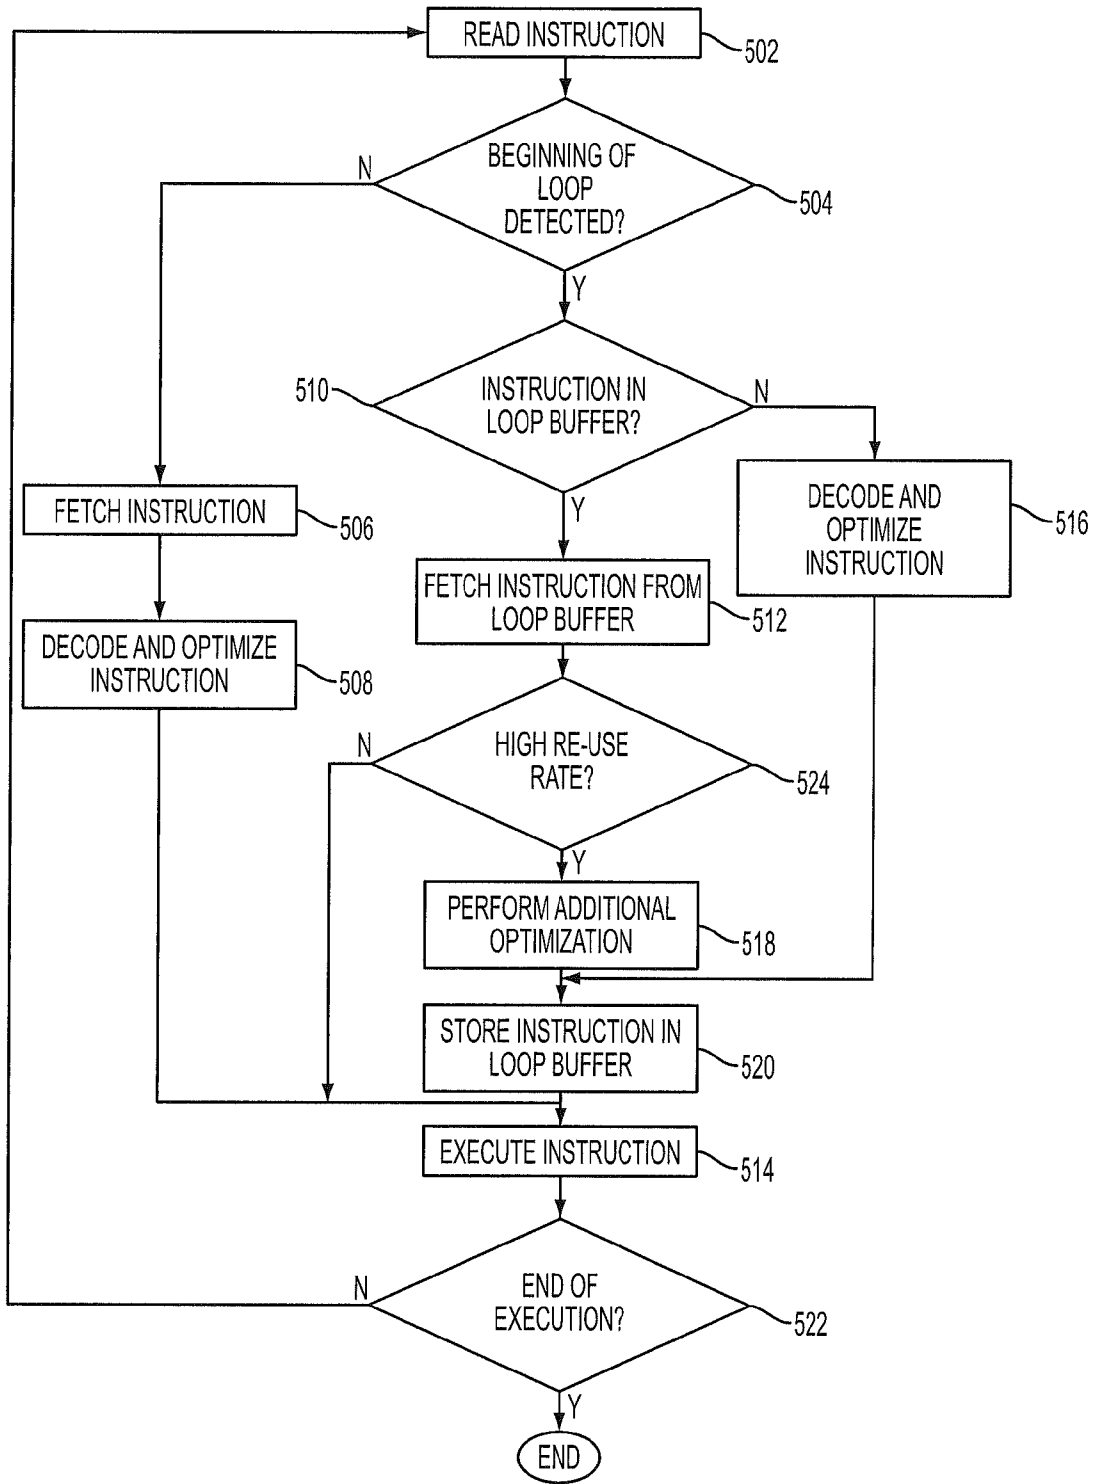 READ INSTRUCTION
502
BEGINNING OF
LOOP
DETECTED?
504
N
Y
INSTRUCTION IN
LOOP BUFFER?
510
N
Y
FETCH INSTRUCTION
506
DECODE AND
OPTIMIZE
INSTRUCTION
516
FETCH INSTRUCTION FROM
LOOP BUFFER
512
DECODE AND OPTIMIZE
INSTRUCTION
508
HIGH RE-USE
RATE?
524
N
Y
PERFORM ADDITIONAL
OPTIMIZATION
518
STORE INSTRUCTION IN
LOOP BUFFER
520
EXECUTE INSTRUCTION
514
END OF
EXECUTION?
522
N
Y
END